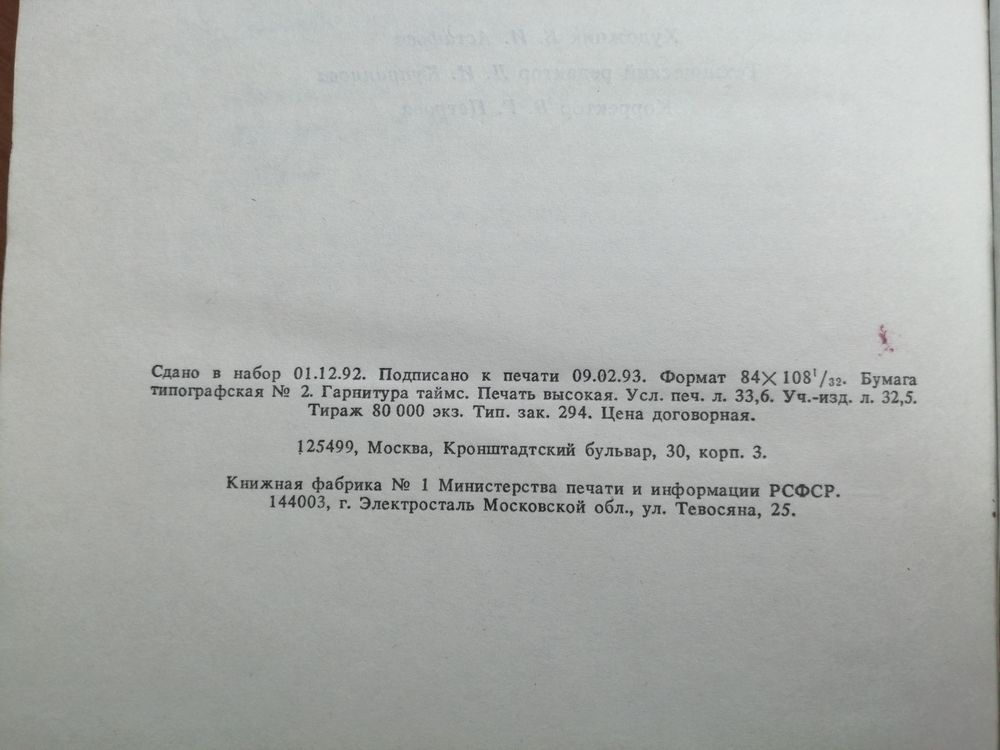 Сдано в набор 01.12.92. Подписано к печати 09.02.93. Формат 84×108¹/₃₂. Бумага
типографская № 2. Гарнитура таймс. Печать высокая. Усл. печ. л. 33,6. Уч.-изд. л. 32,5.
Тираж 80 000 экз. Тип. зак. 294. Цена договорная.
125499, Москва, Кронштадтский бульвар, 30, корп. 3.
Книжная фабрика № 1 Министерства печати и информации РСФСР.
144003, г. Электросталь Московской обл., ул. Тевосяна, 25.